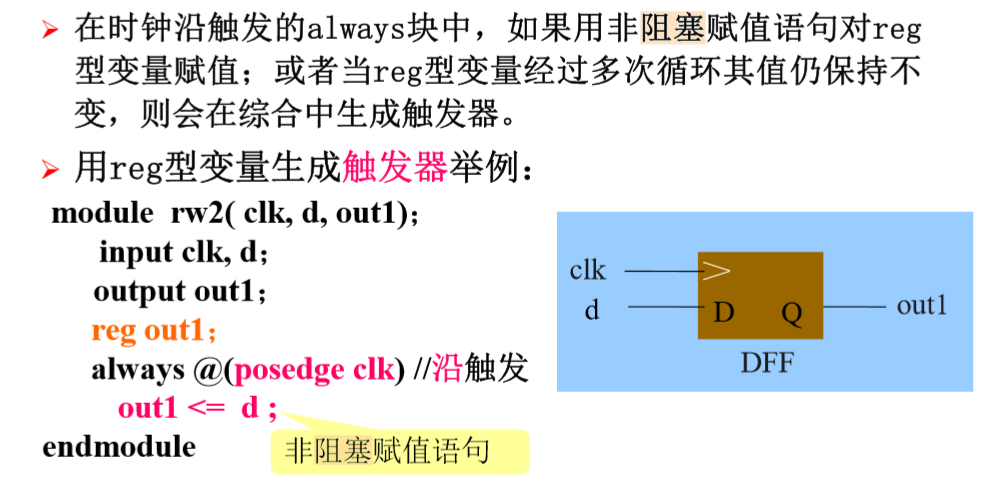 在时钟沿触发的always块中，如果用非阻塞赋值语句对reg
型变量赋值；或者当reg型变量经过多次循环其值仍保持不
变，则会在综合中生成触发器。
用reg型变量生成触发器举例：
module rw2( clk, d, out1)；
input clk, d；
output out1；
reg out1；
always @(posedge clk) //沿触发
out1 <= d ;
endmodule
非阻塞赋值语句
clk
d
D Q
out1
DFF